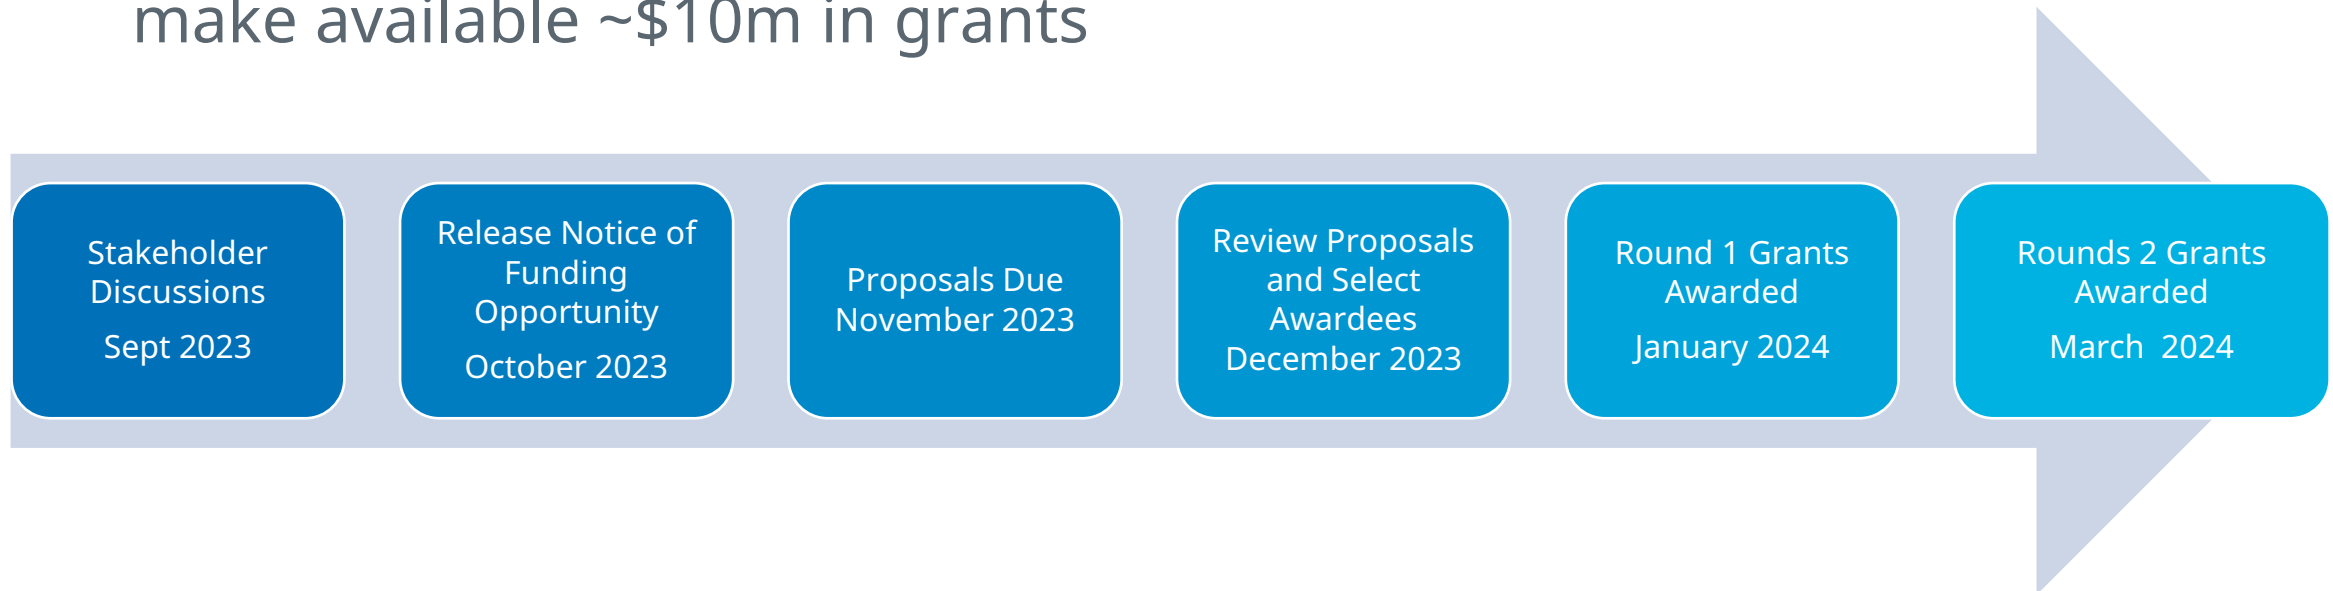 make available ~$10m in grants
Stakeholder
Discussions
Sept 2023
Release Notice of
Funding
Opportunity
October 2023
Proposals Due
November 2023
Review Proposals
and Select
Awardees
December 2023
Round 1 Grants
Awarded
January 2024
Rounds 2 Grants
Awarded
March  2024